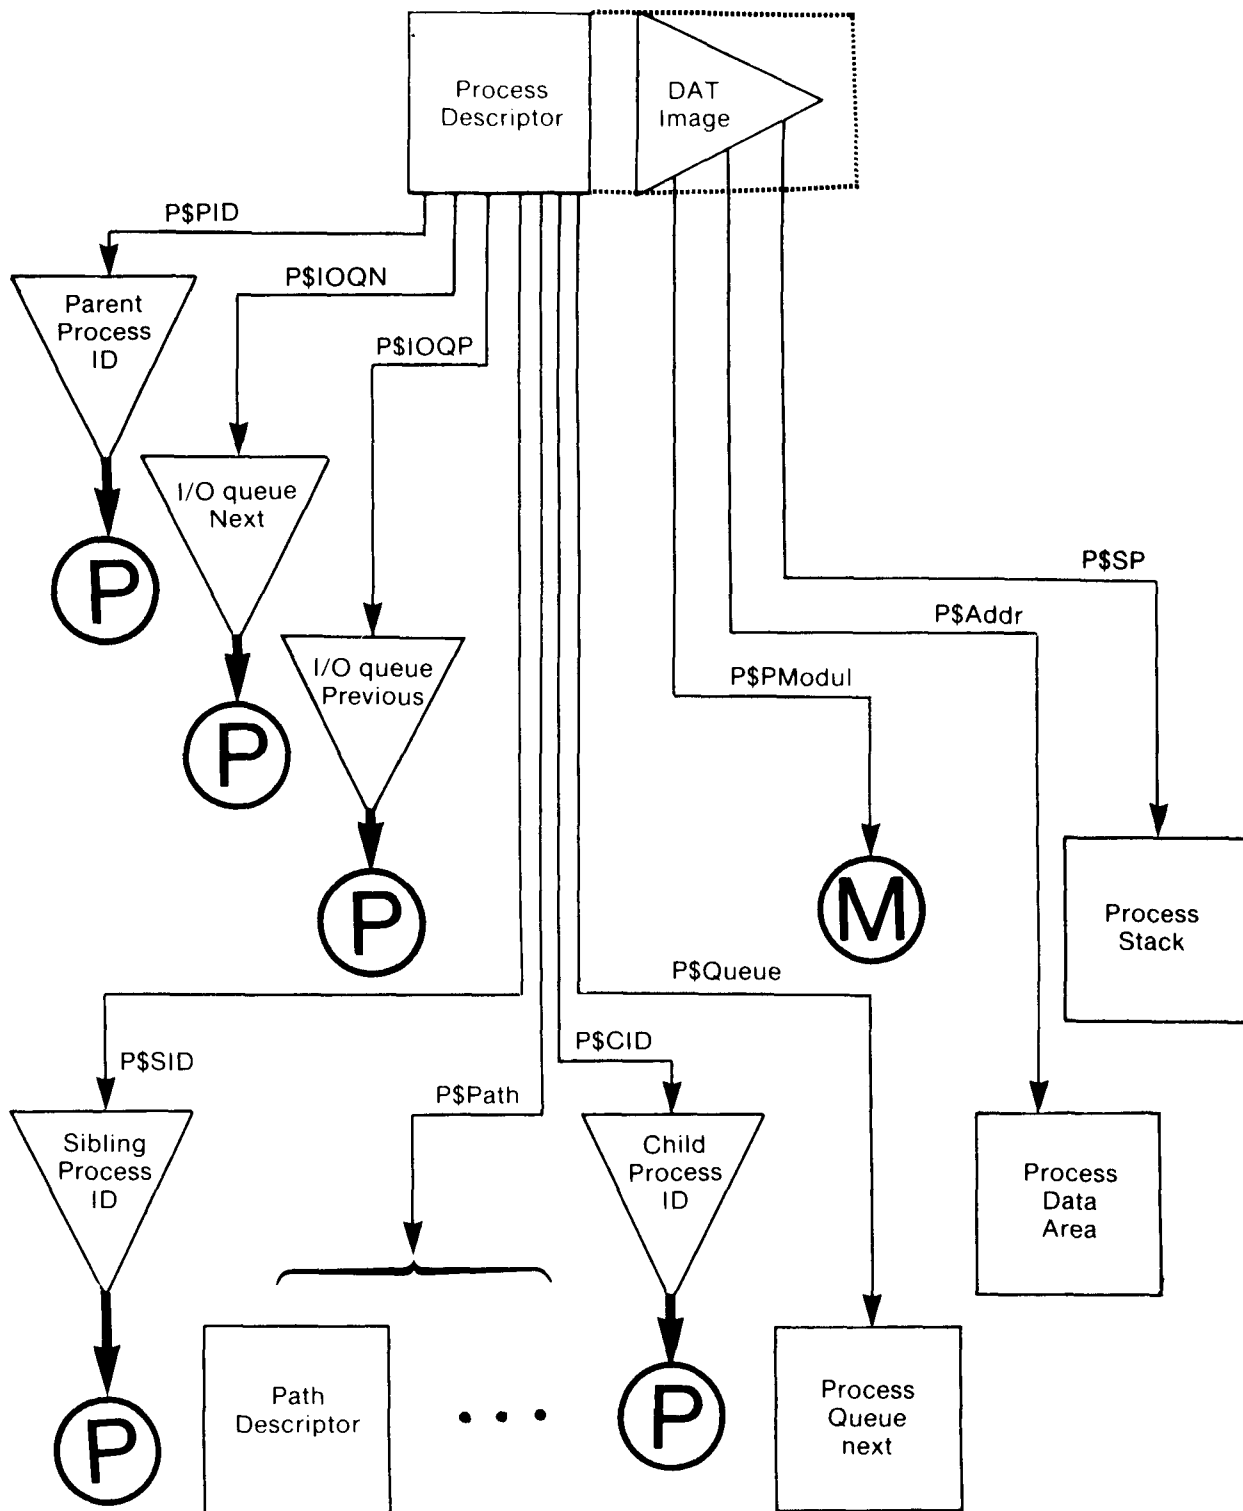 Process
Descriptor
DAT
Image
P$PID
P$IOQN
P$IOQP
Parent
Process
ID
I/O queue
Next
I/O queue
Previous
P
P
P
P$SP
P$Addr
P$PModul
M
Process
Stack
P$Queue
P$SID
P$CID
P$Path
Sibling
Process
ID
Child
Process
ID
Process
Data
Area
P
Path
Descriptor
• • •
P
Process
Queue
next